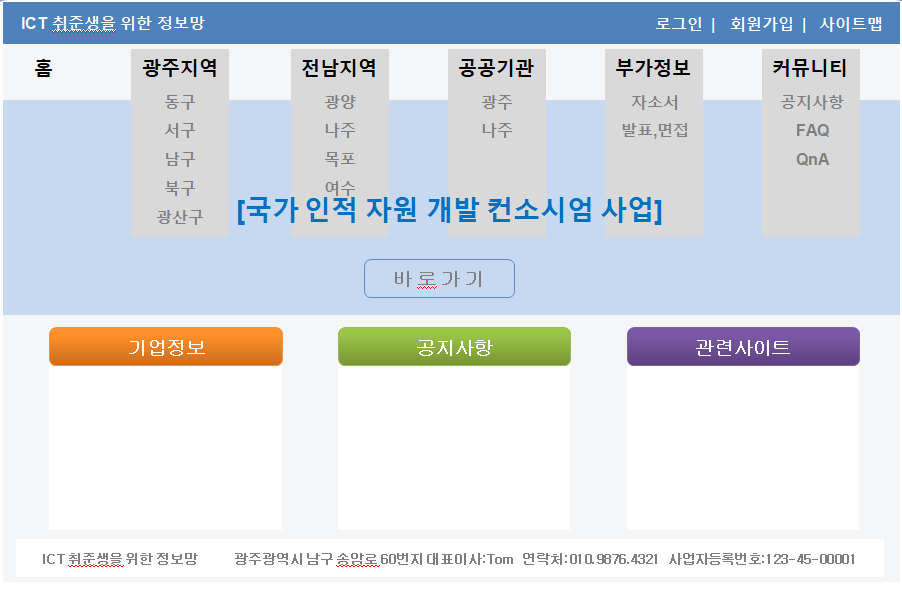 ICT 취준생을 위한 정보망
로그인 | 회원가입 | 사이트맵
홈 광주지역 전남지역 공공기관 부가정보 커뮤니티
동구 광양 광주 자소서 공지사항
서구 나주 나주 발표,면접 FAQ
남구 목포 QnA
북구 여수
광산구
[국가 인적 자원 개발 컨소시엄 사업]
바 로 가 기
기업정보 공지사항 관련사이트
ICT 취준생을 위한 정보망 광주광역시 남구 송암로 60번지 대표이사:Tom 연락처:010.9876.4321 사업자등록번호:123-45-00001